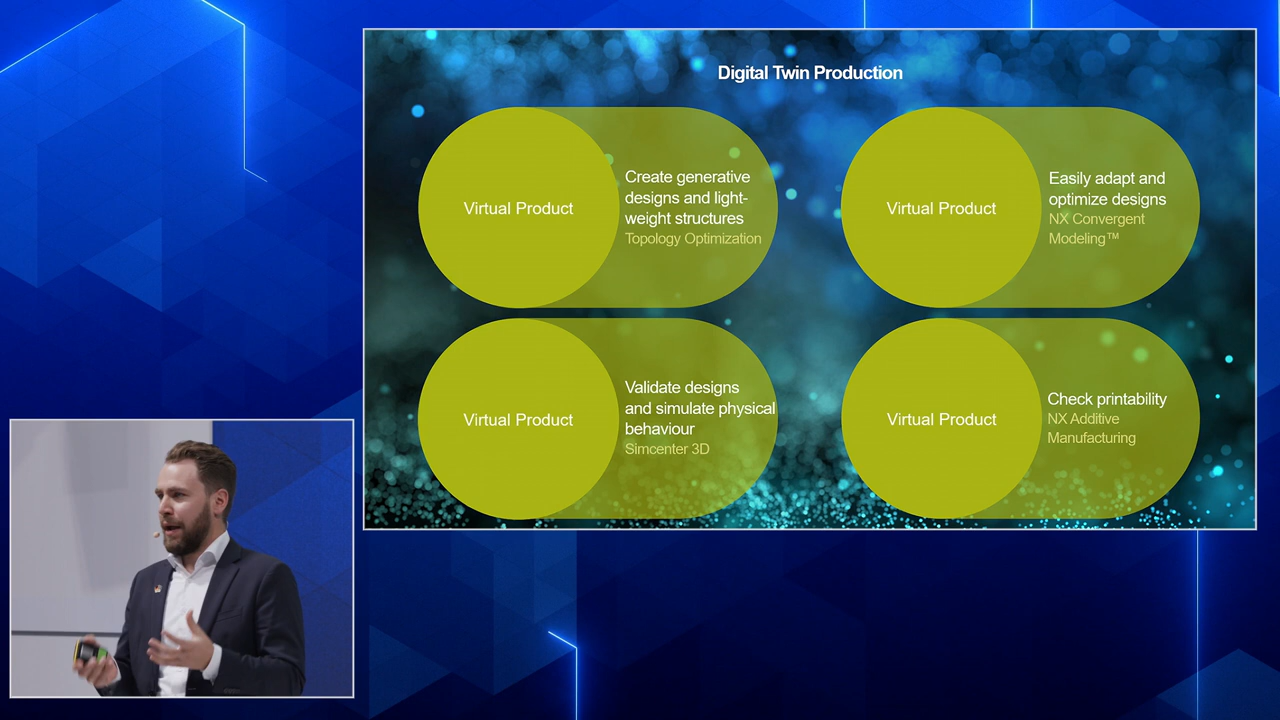 Digital Twin Production
Virtual Product
Create generative
designs and light-
weight structures
Topology Optimization
Virtual Product
Easily adapt and
optimize designs
NX Convergent
Modeling™
Virtual Product
Validate designs
and simulate physical
behaviour
Simcenter 3D
Virtual Product
Check printability
NX Additive
Manufacturing